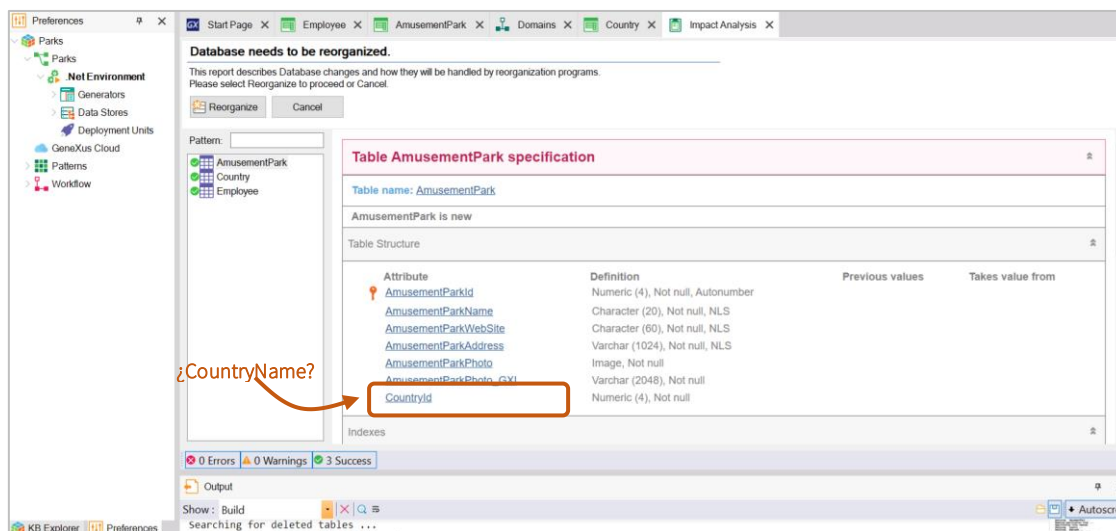 Preferences
Parks
Parks
.Net Environment
Generators
Data Stores
Deployment Units
GeneXus Cloud
Patterns
Workflow
KB Explorer Preferences
GX Start Page Employee AmusementPark Domains Country Impact Analysis
Database needs to be reorganized.
This report describes Database changes and how they will be handled by reorganization programs.
Please select Reorganize to proceed or Cancel.
Reorganize Cancel
Pattern:
AmusementPark
Country
Employee
Table AmusementPark specification
Table name: AmusementPark
AmusementPark is new
Table Structure
Attribute Definition Previous values Takes value from
AmusementParkId Numeric (4), Not null, Autonumber
AmusementParkName Character (20), Not null, NLS
AmusementParkWebSite Character (60), Not null, NLS
AmusementParkAddress Varchar (1024), Not null, NLS
AmusementParkPhoto Image, Not null
AmusementParkPhoto_GXI Varchar (2048), Not null
¿CountryName?
CountryId Numeric (4), Not null
Indexes
0 Errors 0 Warnings 3 Success
Output
Show: Build
Searching for deleted tables ...